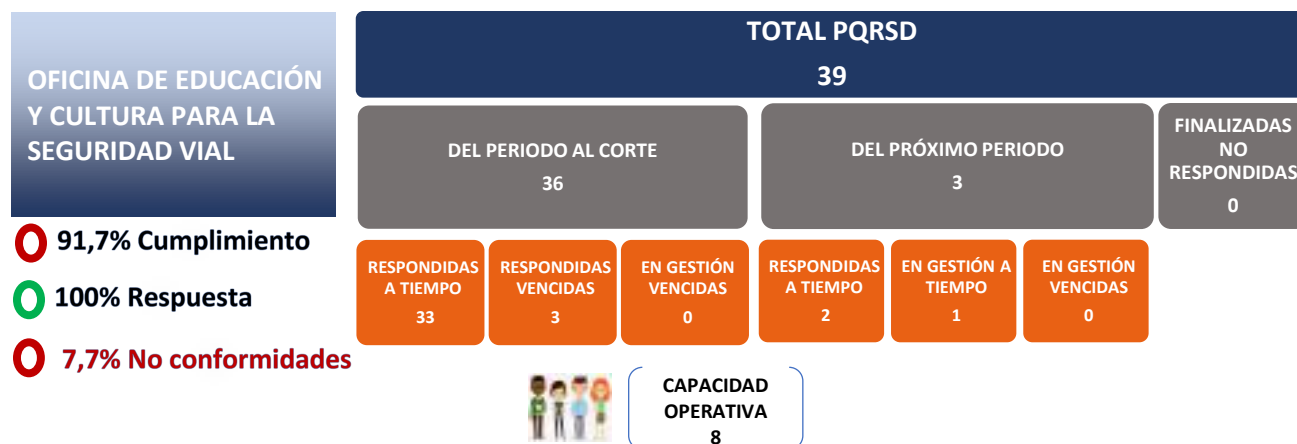 OFICINA DE EDUCACIÓN
Y CULTURA PARA LA
SEGURIDAD VIAL
91,7% Cumplimiento
100% Respuesta
7,7% No conformidades
TOTAL PQRSD
39
DEL PERIODO AL CORTE
36
DEL PRÓXIMO PERIODO
3
FINALIZADAS
NO
RESPONDIDAS
0
RESPONDIDAS
A TIEMPO
33
RESPONDIDAS
VENCIDAS
3
EN GESTIÓN
VENCIDAS
0
RESPONDIDAS
A TIEMPO
2
EN GESTIÓN A
TIEMPO
1
EN GESTIÓN
VENCIDAS
0
CAPACIDAD
OPERATIVA
8